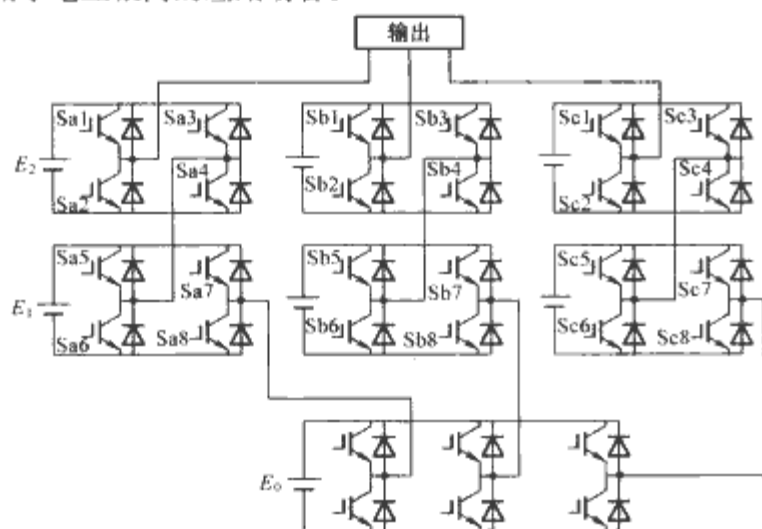 输出
Sa1 Sa3 Sb1 Sb3 Sc1 Sc3
E2 Sa4 Sb4 Sc4
Sa2 Sb2 Sc2
Sa5 Sb5 Sc5
E1 Sa7 Sb7 Sc7
Sa6 Sa8 Sb6 Sb8 Sc6 Sc8
E0